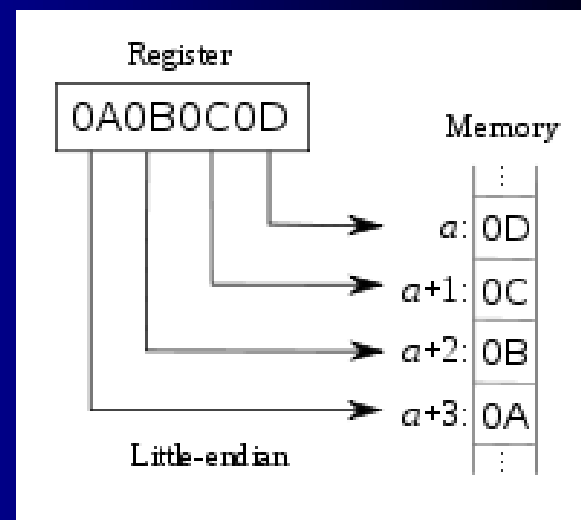 Register
0A0B0C0D
Memory
⋮
a: 0D
a+1: 0C
a+2: 0B
a+3: 0A
⋮
Little-endian